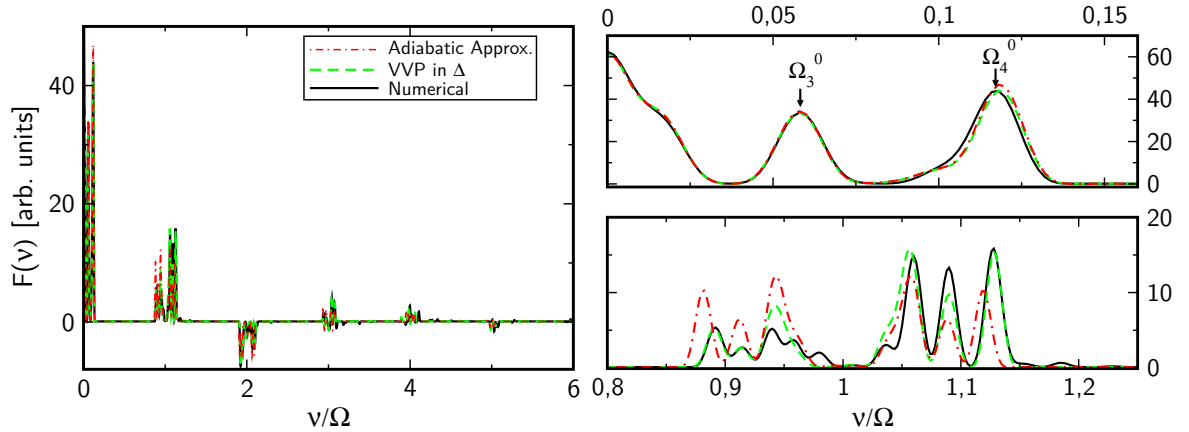 F(ν) [arb. units]
40
20
0
0
2
4
6
ν/Ω
Adiabatic Approx.
VVP in Δ
Numerical
0
0,05
0,1
0,15
Ω₃⁰
Ω₄⁰
60
40
20
0
20
10
0
0,8
0,9
1
1,1
1,2
ν/Ω